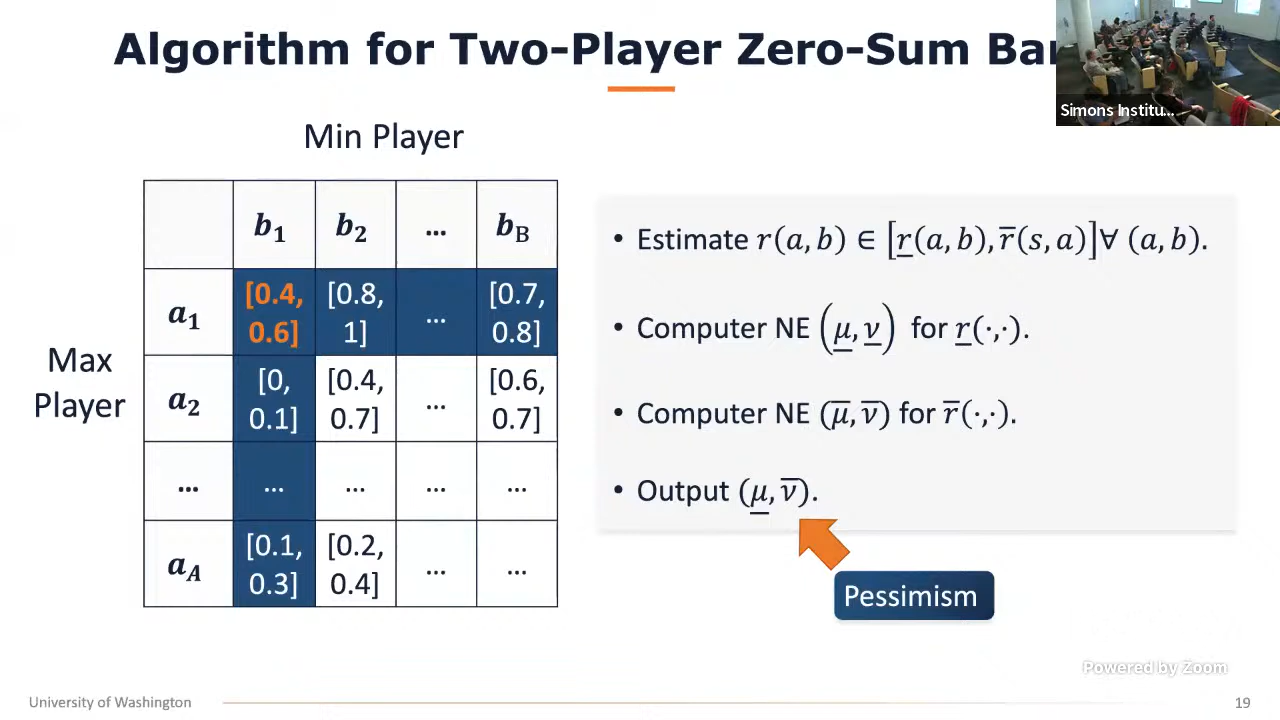 Algorithm for Two-Player Zero-Sum Ba
Simons Institu...
Min Player
Max
Player
b₁ b₂ ... b_B
a₁ [0.4, 0.6] [0.8, 1] ... [0.7, 0.8]
a₂ [0, 0.1] [0.4, 0.7] ... [0.6, 0.7]
... ... ... ... ...
a_A [0.1, 0.3] [0.2, 0.4] ... ...
• Estimate r(a, b) ∈ [r̲(a, b), r̅(s, a)]∀ (a, b).
• Computer NE (μ̲, ν̲) for r̲(·,·).
• Computer NE (μ̅, ν̅) for r̅(·,·).
• Output (μ̲, ν̅).
Pessimism
Powered by Zoom
University of Washington
19